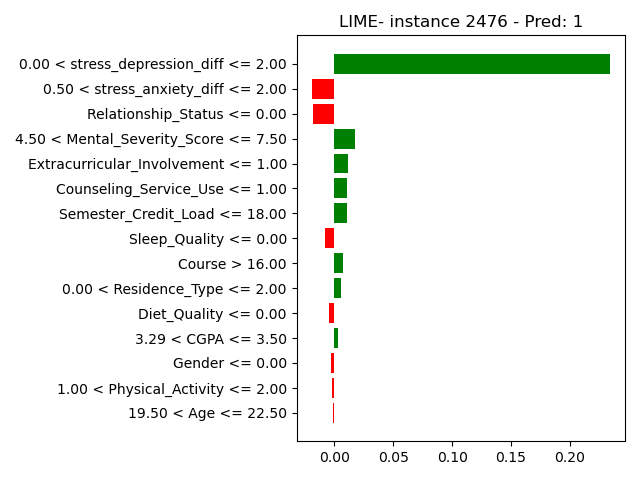 LIME- instance 2476 - Pred: 1
0.00 < stress_depression_diff <= 2.00
0.50 < stress_anxiety_diff <= 2.00
Relationship_Status <= 0.00
4.50 < Mental_Severity_Score <= 7.50
Extracurricular_Involvement <= 1.00
Counseling_Service_Use <= 1.00
Semester_Credit_Load <= 18.00
Sleep_Quality <= 0.00
Course > 16.00
0.00 < Residence_Type <= 2.00
Diet_Quality <= 0.00
3.29 < CGPA <= 3.50
Gender <= 0.00
1.00 < Physical_Activity <= 2.00
19.50 < Age <= 22.50
0.00 0.05 0.10 0.15 0.20